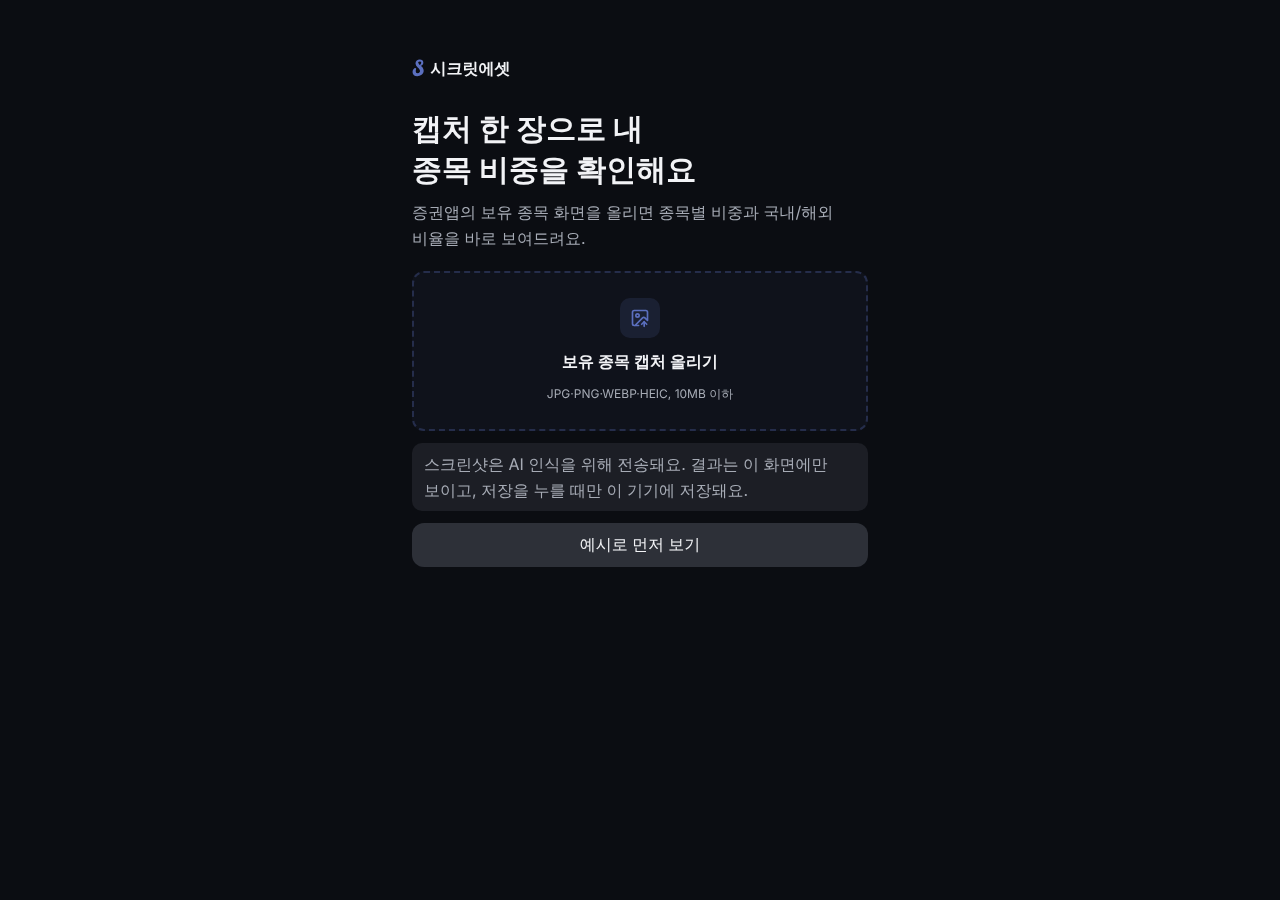 시크릿에셋
캡처 한 장으로 내
종목 비중을 확인해요
증권앱의 보유 종목 화면을 올리면 종목별 비중과 국내/해외
비율을 바로 보여드려요.
보유 종목 캡처 올리기
JPG·PNG·WEBP·HEIC, 10MB 이하
스크린샷은 AI 인식을 위해 전송돼요. 결과는 이 화면에만
보이고, 저장을 누를 때만 이 기기에 저장돼요.
예시로 먼저 보기